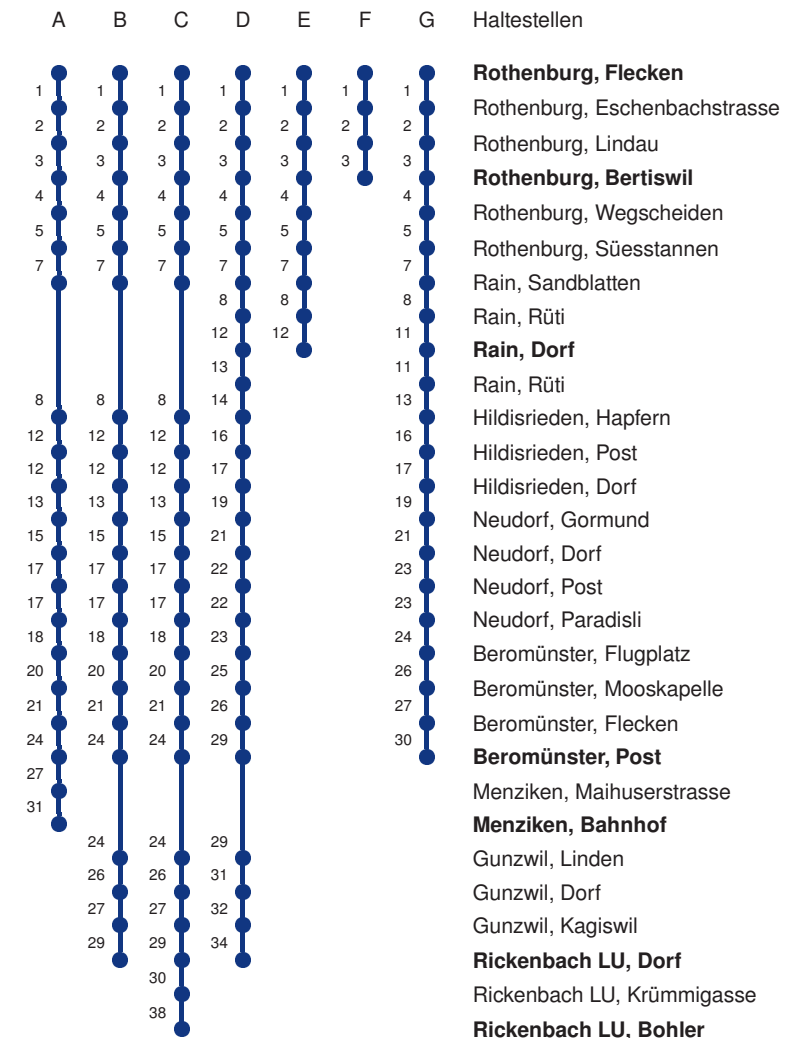 A B C D E F G Haltestellen
Rothenburg, Flecken
1 1 1 1 1 1 1
Rothenburg, Eschenbachstrasse
2 2 2 2 2 2 2
Rothenburg, Lindau
3 3 3 3 3 3 3
Rothenburg, Bertiswil
4 4 4 4 4 4
Rothenburg, Wegscheiden
5 5 5 5 5 5
Rothenburg, Süesstannen
7 7 7 7 7 7
Rain, Sandblatten
8 8 8
Rain, Rüti
12 12 11
Rain, Dorf
13 11
Rain, Rüti
8 8 8 14 13
Hildisrieden, Hapfern
12 12 12 16 16
Hildisrieden, Post
12 12 12 17 17
Hildisrieden, Dorf
13 13 13 19 19
Neudorf, Gormund
15 15 15 21 21
Neudorf, Dorf
17 17 17 22 23
Neudorf, Post
17 17 17 22 23
Neudorf, Paradisli
18 18 18 23 24
Beromünster, Flugplatz
20 20 20 25 26
Beromünster, Mooskapelle
21 21 21 26 27
Beromünster, Flecken
24 24 24 29 30
Beromünster, Post
27
Menziken, Maihuserstrasse
31
Menziken, Bahnhof
24 24 29
Gunzwil, Linden
26 26 31
Gunzwil, Dorf
27 27 32
Gunzwil, Kagiswil
29 29 34
Rickenbach LU, Dorf
30
Rickenbach LU, Krümmigasse
38
Rickenbach LU, Bohler